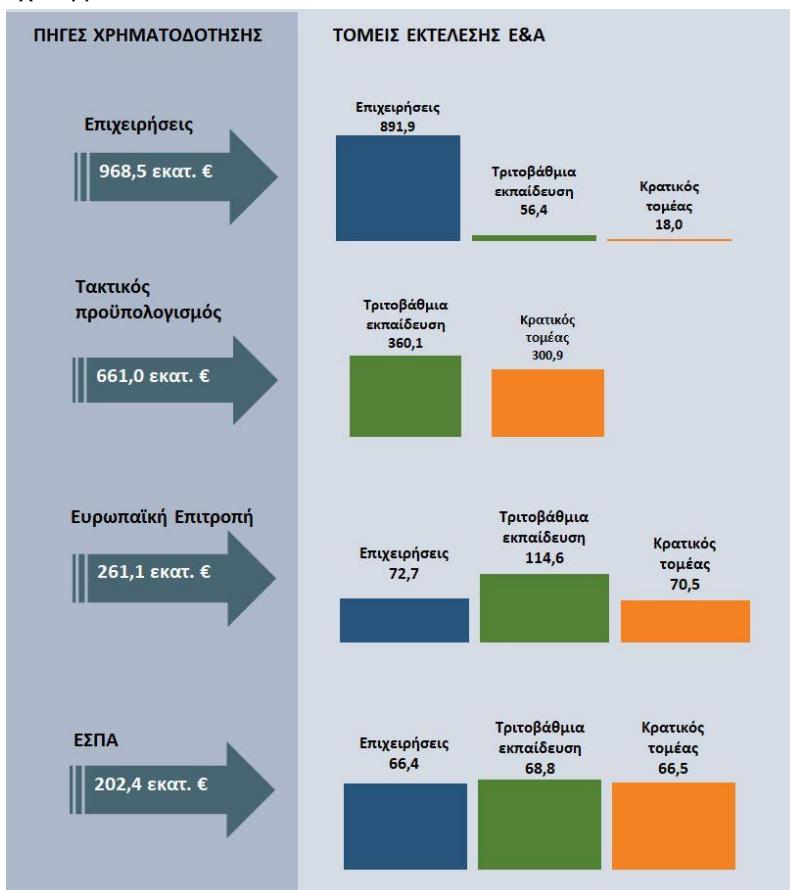 ΠΗΓΕΣ ΧΡΗΜΑΤΟΔΟΤΗΣΗΣ
ΤΟΜΕΙΣ ΕΚΤΕΛΕΣΗΣ Ε&Α
Επιχειρήσεις
968,5 εκατ. €
Επιχειρήσεις
891,9
Τριτοβάθμια
εκπαίδευση
56,4
Κρατικός
τομέας
18,0
Τακτικός
προϋπολογισμός
661,0 εκατ. €
Τριτοβάθμια
εκπαίδευση
360,1
Κρατικός
τομέας
300,9
Ευρωπαϊκή Επιτροπή
261,1 εκατ. €
Επιχειρήσεις
72,7
Τριτοβάθμια
εκπαίδευση
114,6
Κρατικός
τομέας
70,5
ΕΣΠΑ
202,4 εκατ. €
Επιχειρήσεις
66,4
Τριτοβάθμια
εκπαίδευση
68,8
Κρατικός
τομέας
66,5